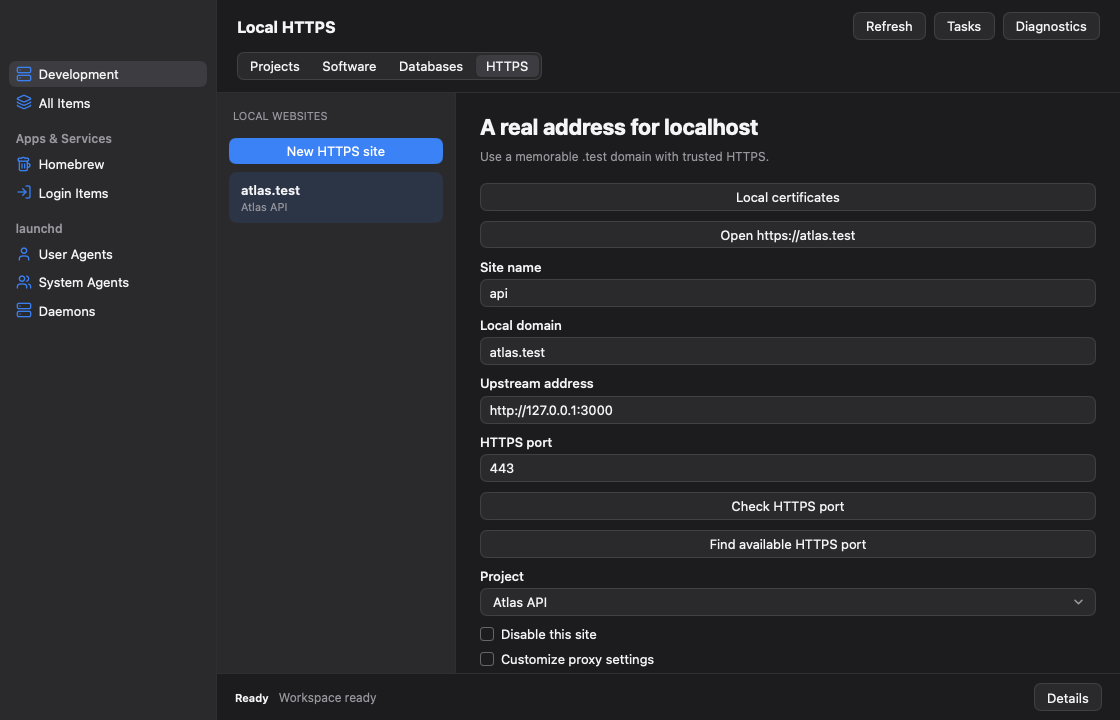 Local HTTPS
Refresh
Tasks
Diagnostics
Projects
Software
Databases
HTTPS
Development
All Items
Apps & Services
Homebrew
Login Items
launchd
User Agents
System Agents
Daemons
LOCAL WEBSITES
New HTTPS site
atlas.test
Atlas API
A real address for localhost
Use a memorable .test domain with trusted HTTPS.
Local certificates
Open https://atlas.test
Site name
api
Local domain
atlas.test
Upstream address
http://127.0.0.1:3000
HTTPS port
443
Check HTTPS port
Find available HTTPS port
Project
Atlas API
Disable this site
Customize proxy settings
Ready
Workspace ready
Details